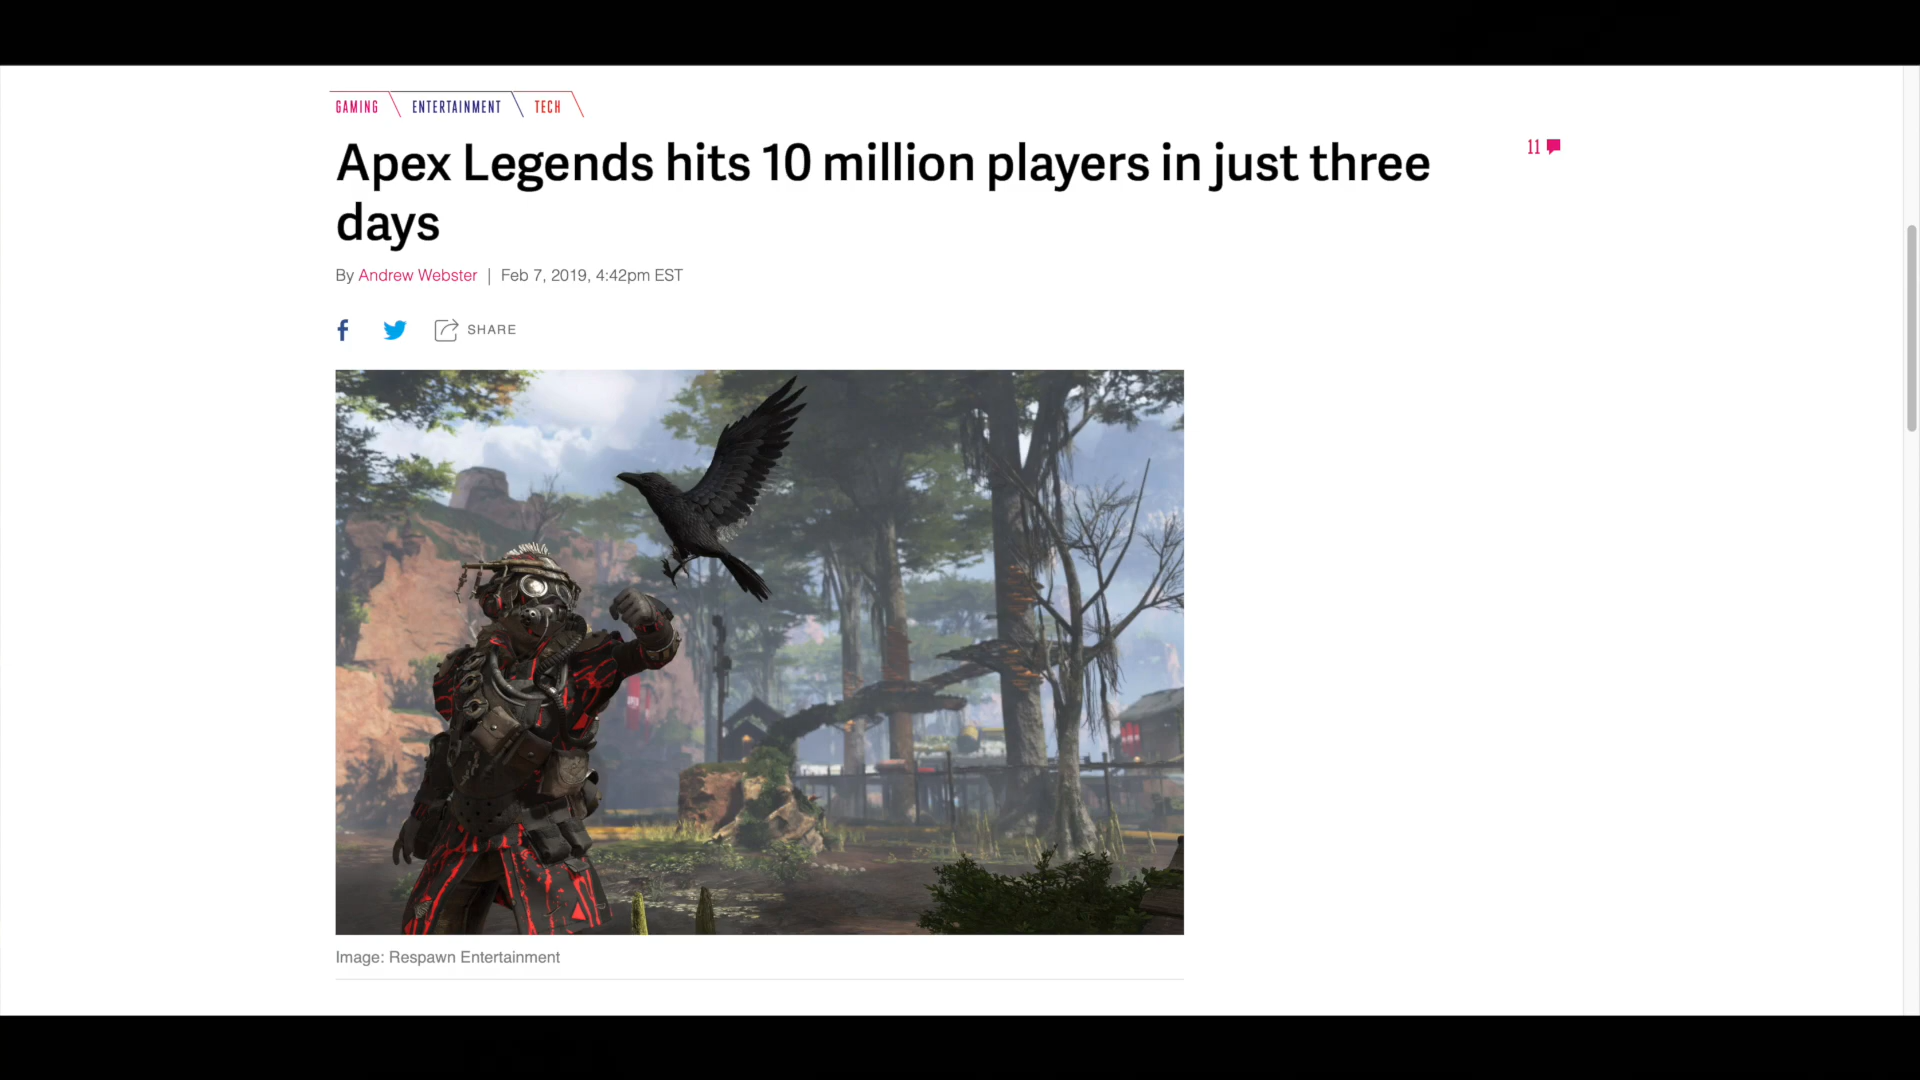 GAMING ENTERTAINMENT TECH
Apex Legends hits 10 million players in just three
days
11
By Andrew Webster | Feb 7, 2019, 4:42pm EST
SHARE
Image: Respawn Entertainment